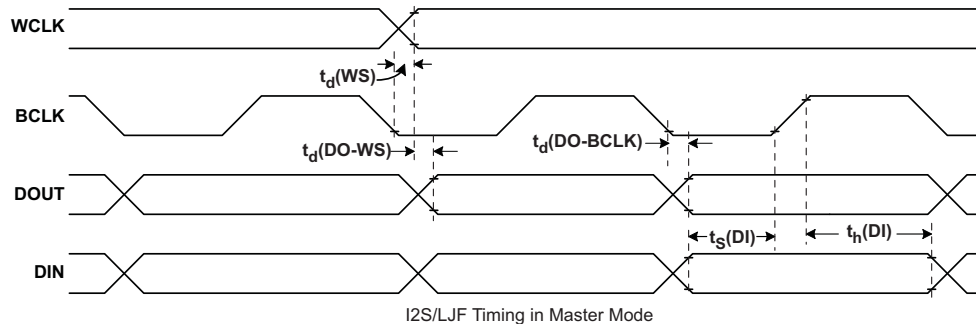 WCLK
t_d(WS)
BCLK
t_d(DO-WS)
t_d(DO-BCLK)
DOUT
t_S(DI)
t_h(DI)
DIN
I2S/LJF Timing in Master Mode